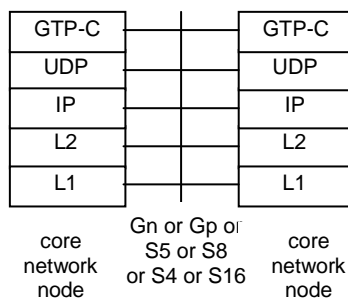 GTP-C GTP-C
UDP UDP
IP IP
L2 L2
L1 L1
core
network
node
Gn or Gp or
S5 or S8
or S4 or S16
core
network
node